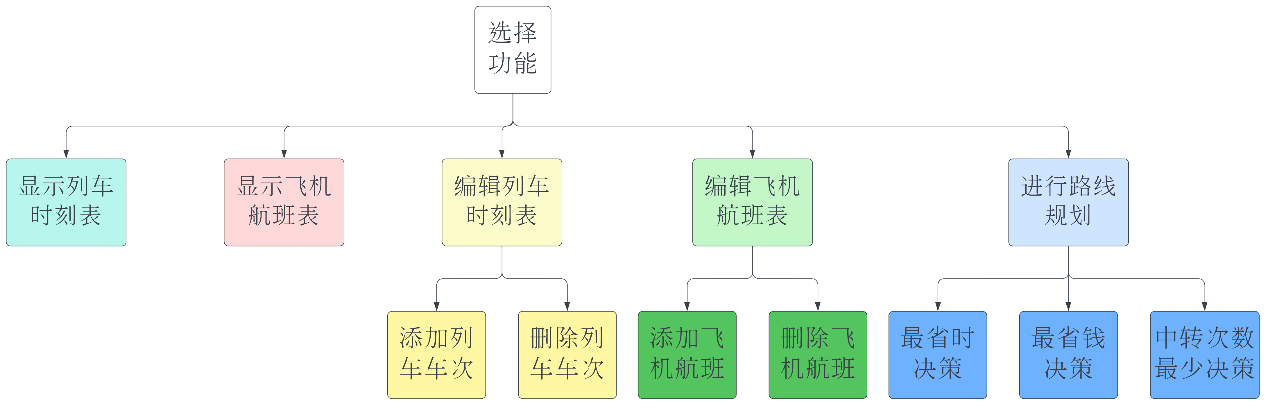 选择
功能
显示列车
时刻表
显示飞机
航班表
编辑列车
时刻表
编辑飞机
航班表
进行路线
规划
添加列
车车次
删除列
车车次
添加飞
机航班
删除飞
机航班
最省时
决策
最省钱
决策
中转次数
最少决策